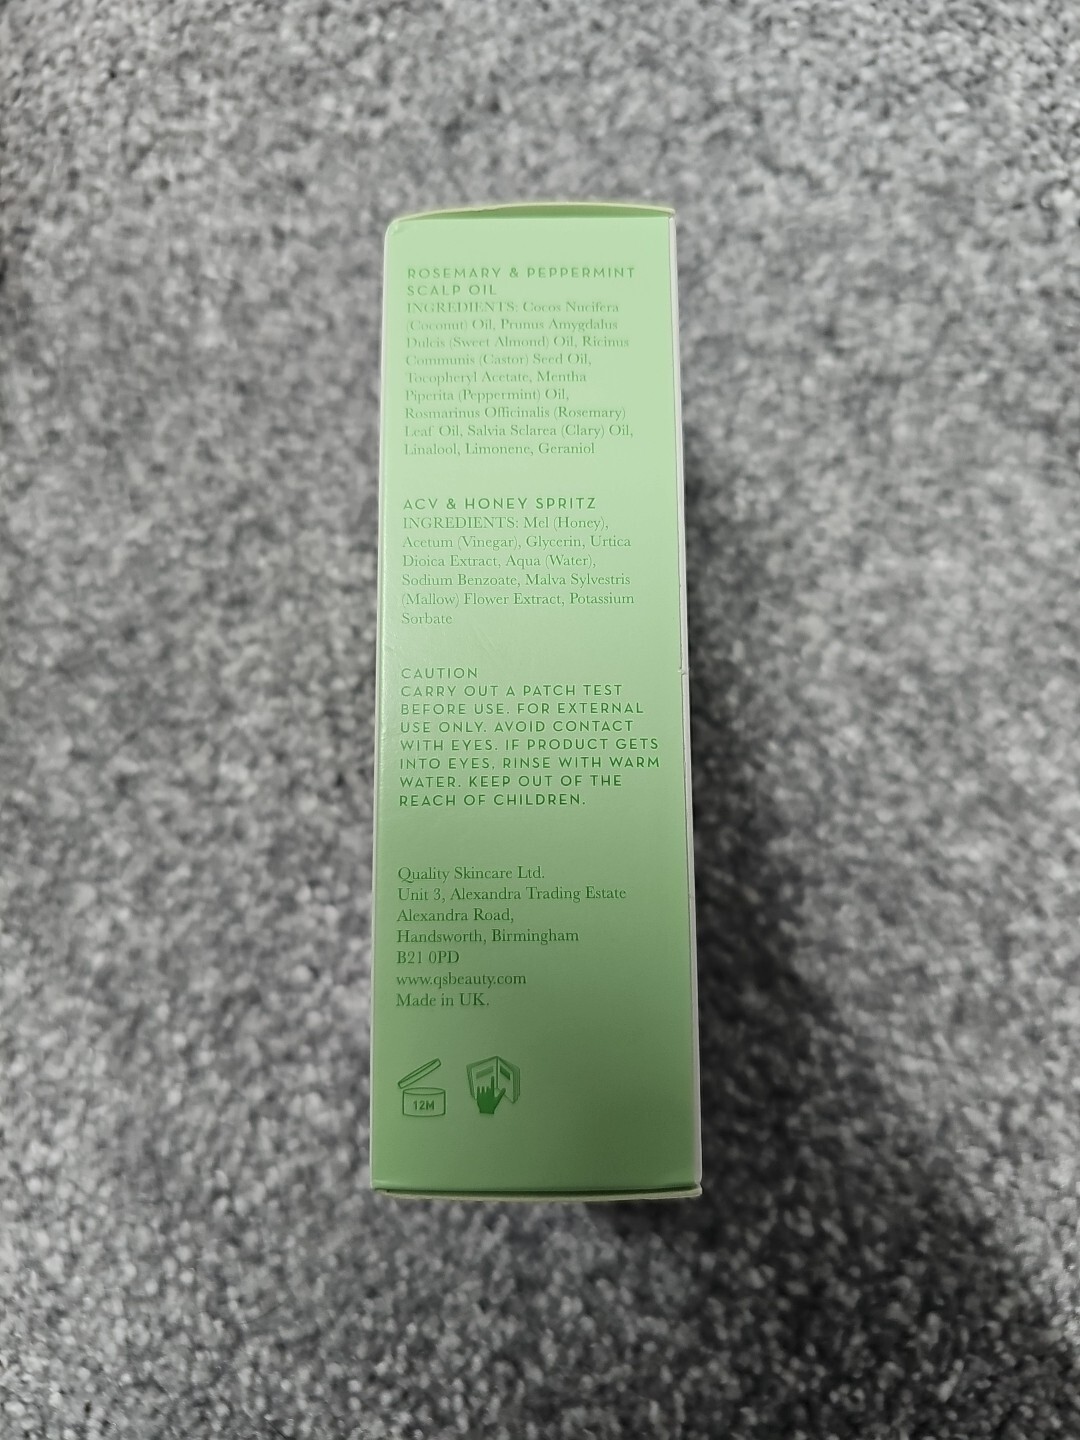 ROSEMARY & PEPPERMINT
SCALP OIL
INGREDIENTS: Cocos Nucifera
(Coconut) Oil, Prunus Amygdalus
Dulcis (Sweet Almond) Oil, Ricinus
Communis (Castor) Seed Oil,
Tocopheryl Acetate, Mentha
Piperita (Peppermint) Oil,
Rosmarinus Officinalis (Rosemary)
Leaf Oil, Salvia Sclarea (Clary) Oil,
Linalool, Limonene, Geraniol
ACV & HONEY SPRITZ
INGREDIENTS: Mel (Honey),
Acetum (Vinegar), Glycerin, Urtica
Dioica Extract, Aqua (Water),
Sodium Benzoate, Malva Sylvestris
(Mallow) Flower Extract, Potassium
Sorbate
CAUTION
CARRY OUT A PATCH TEST
BEFORE USE. FOR EXTERNAL
USE ONLY. AVOID CONTACT
WITH EYES. IF PRODUCT GETS
INTO EYES, RINSE WITH WARM
WATER. KEEP OUT OF THE
REACH OF CHILDREN.
Quality Skincare Ltd.
Unit 3, Alexandra Trading Estate
Alexandra Road,
Handsworth, Birmingham
B21 0PD
www.qsbeauty.com
Made in UK.
12M